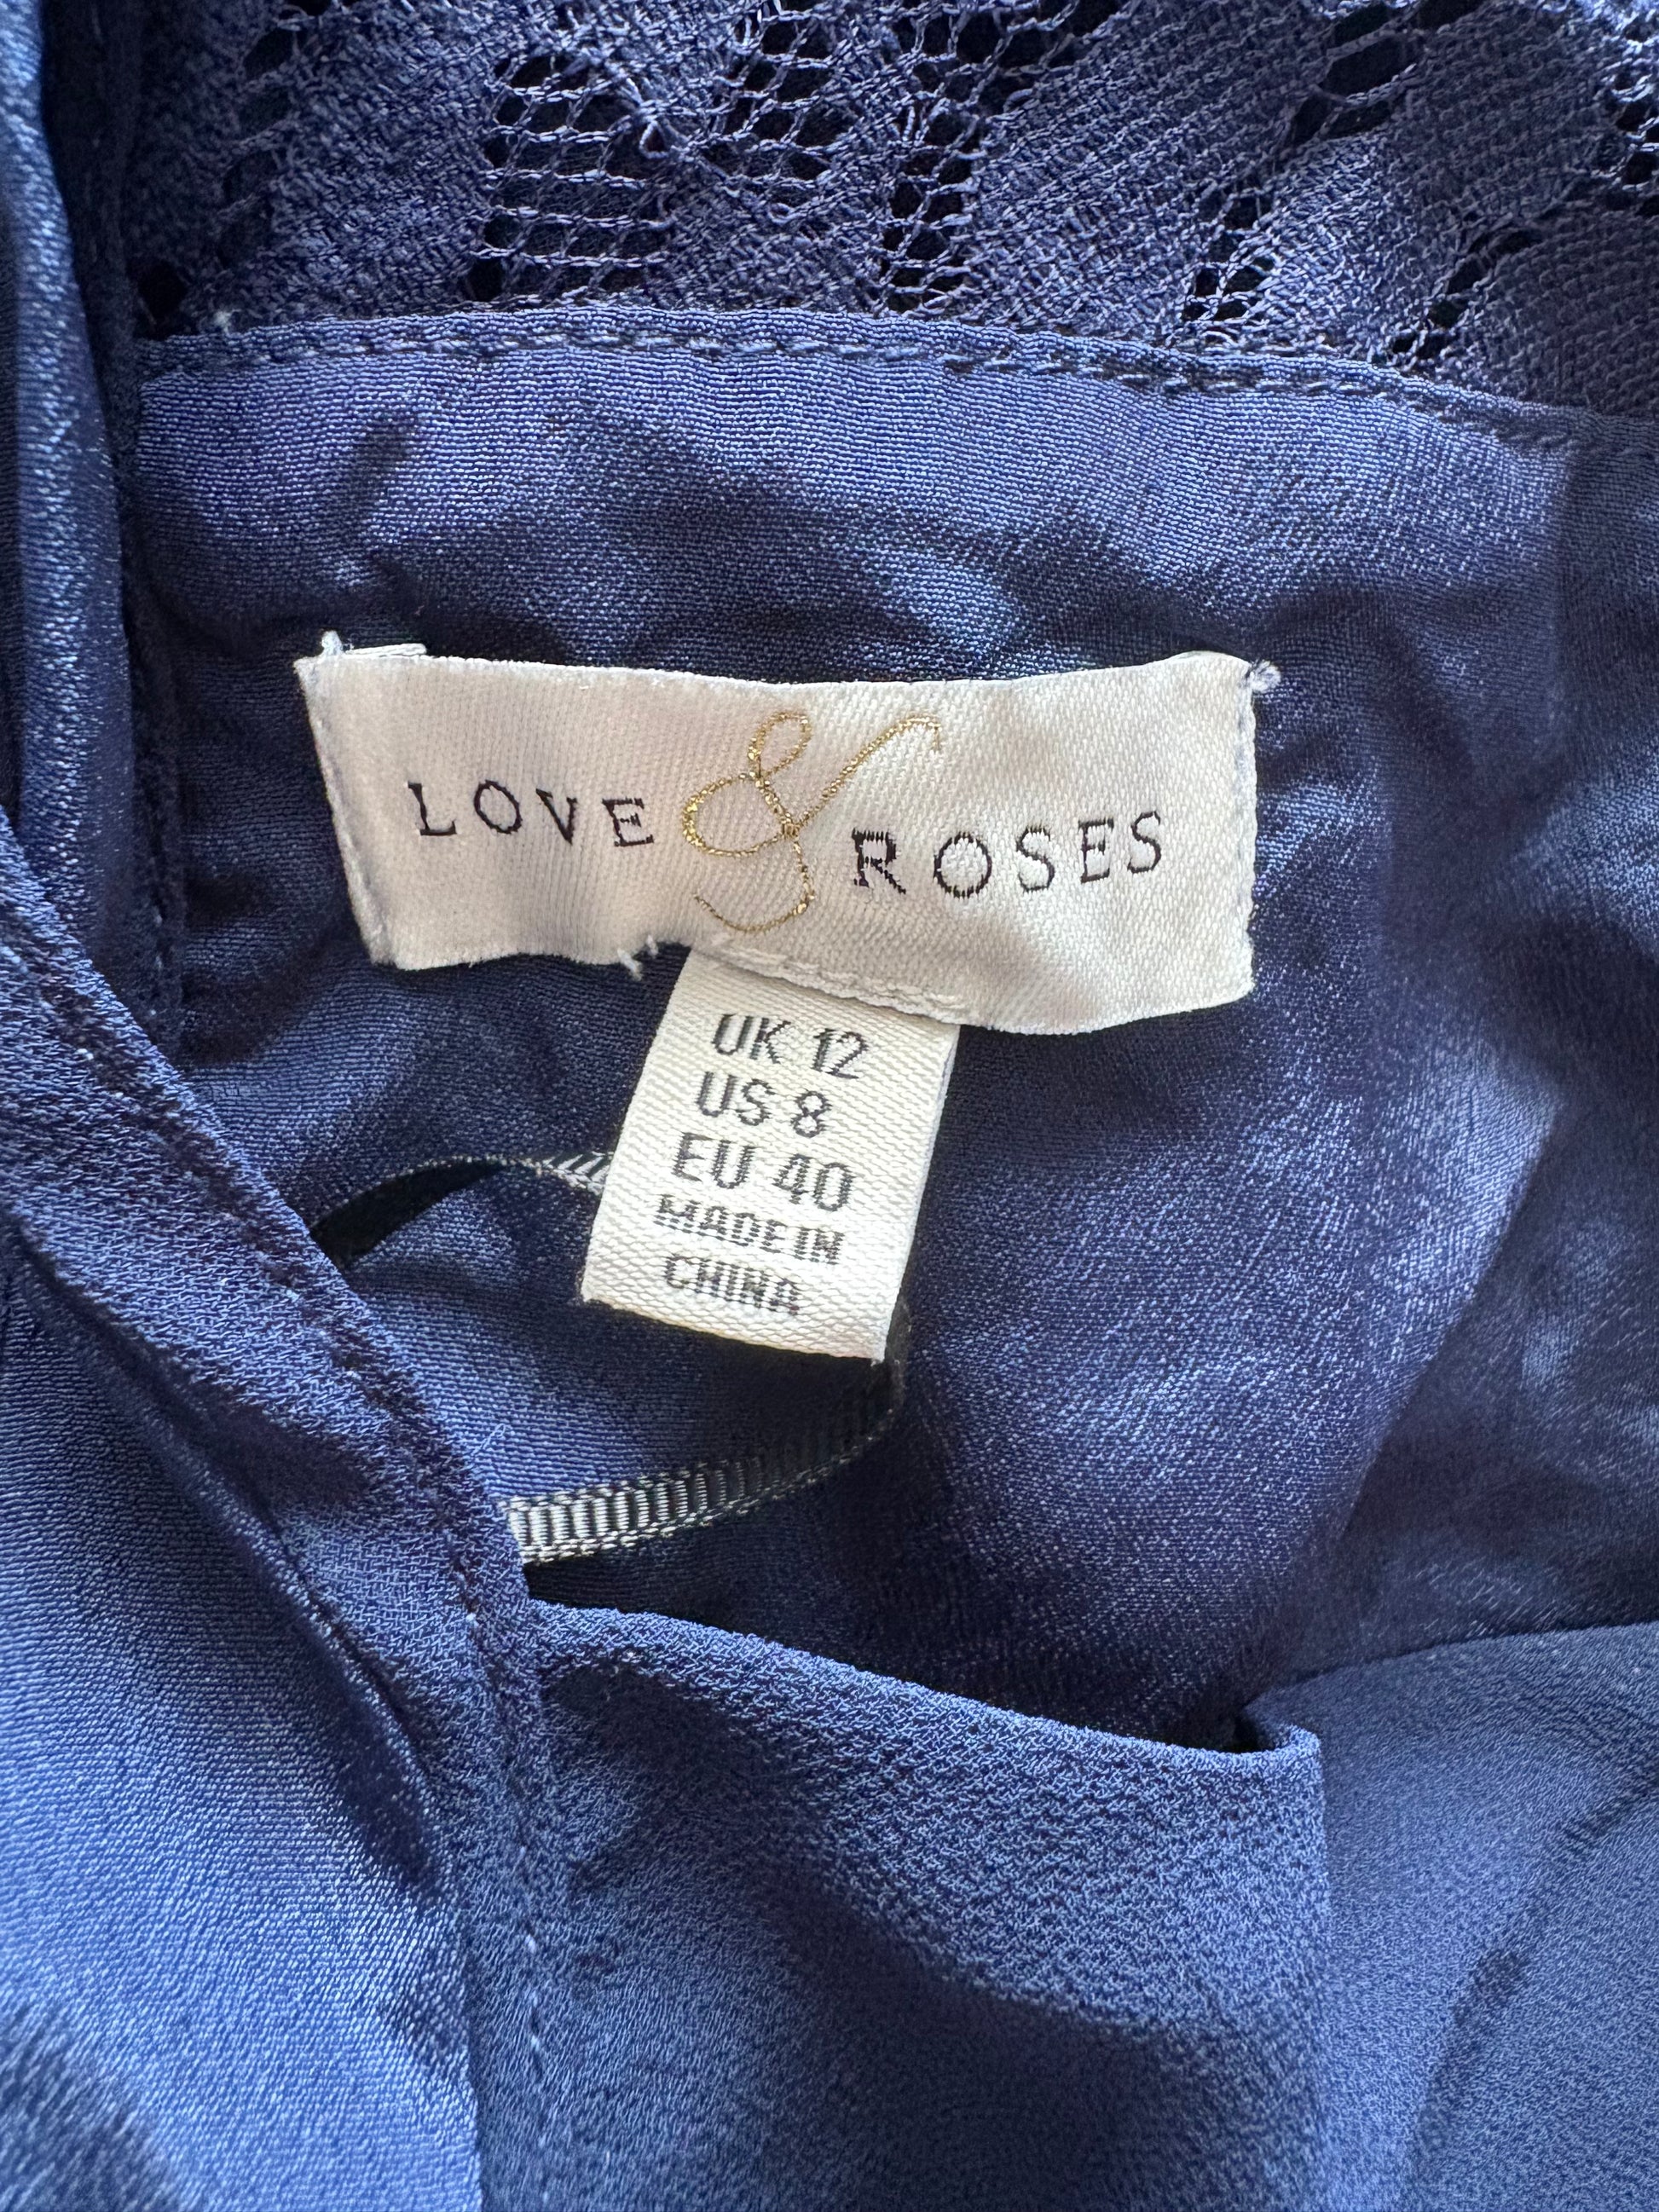 LOVE & ROSES
UK 12
US 8
EU 40
MADE IN
CHINA